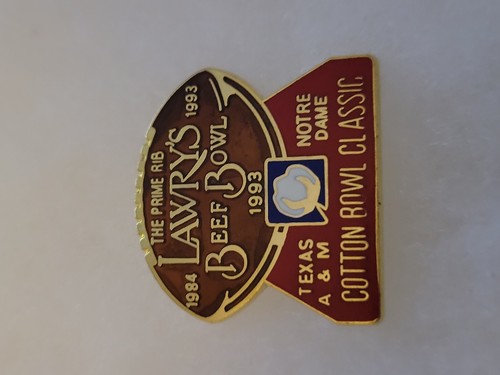 THE PRIME RIB
1984 LAWRY'S 1993
BEEF BOWL
1993
TEXAS A & M
NOTRE DAME
COTTON BOWL CLASSIC